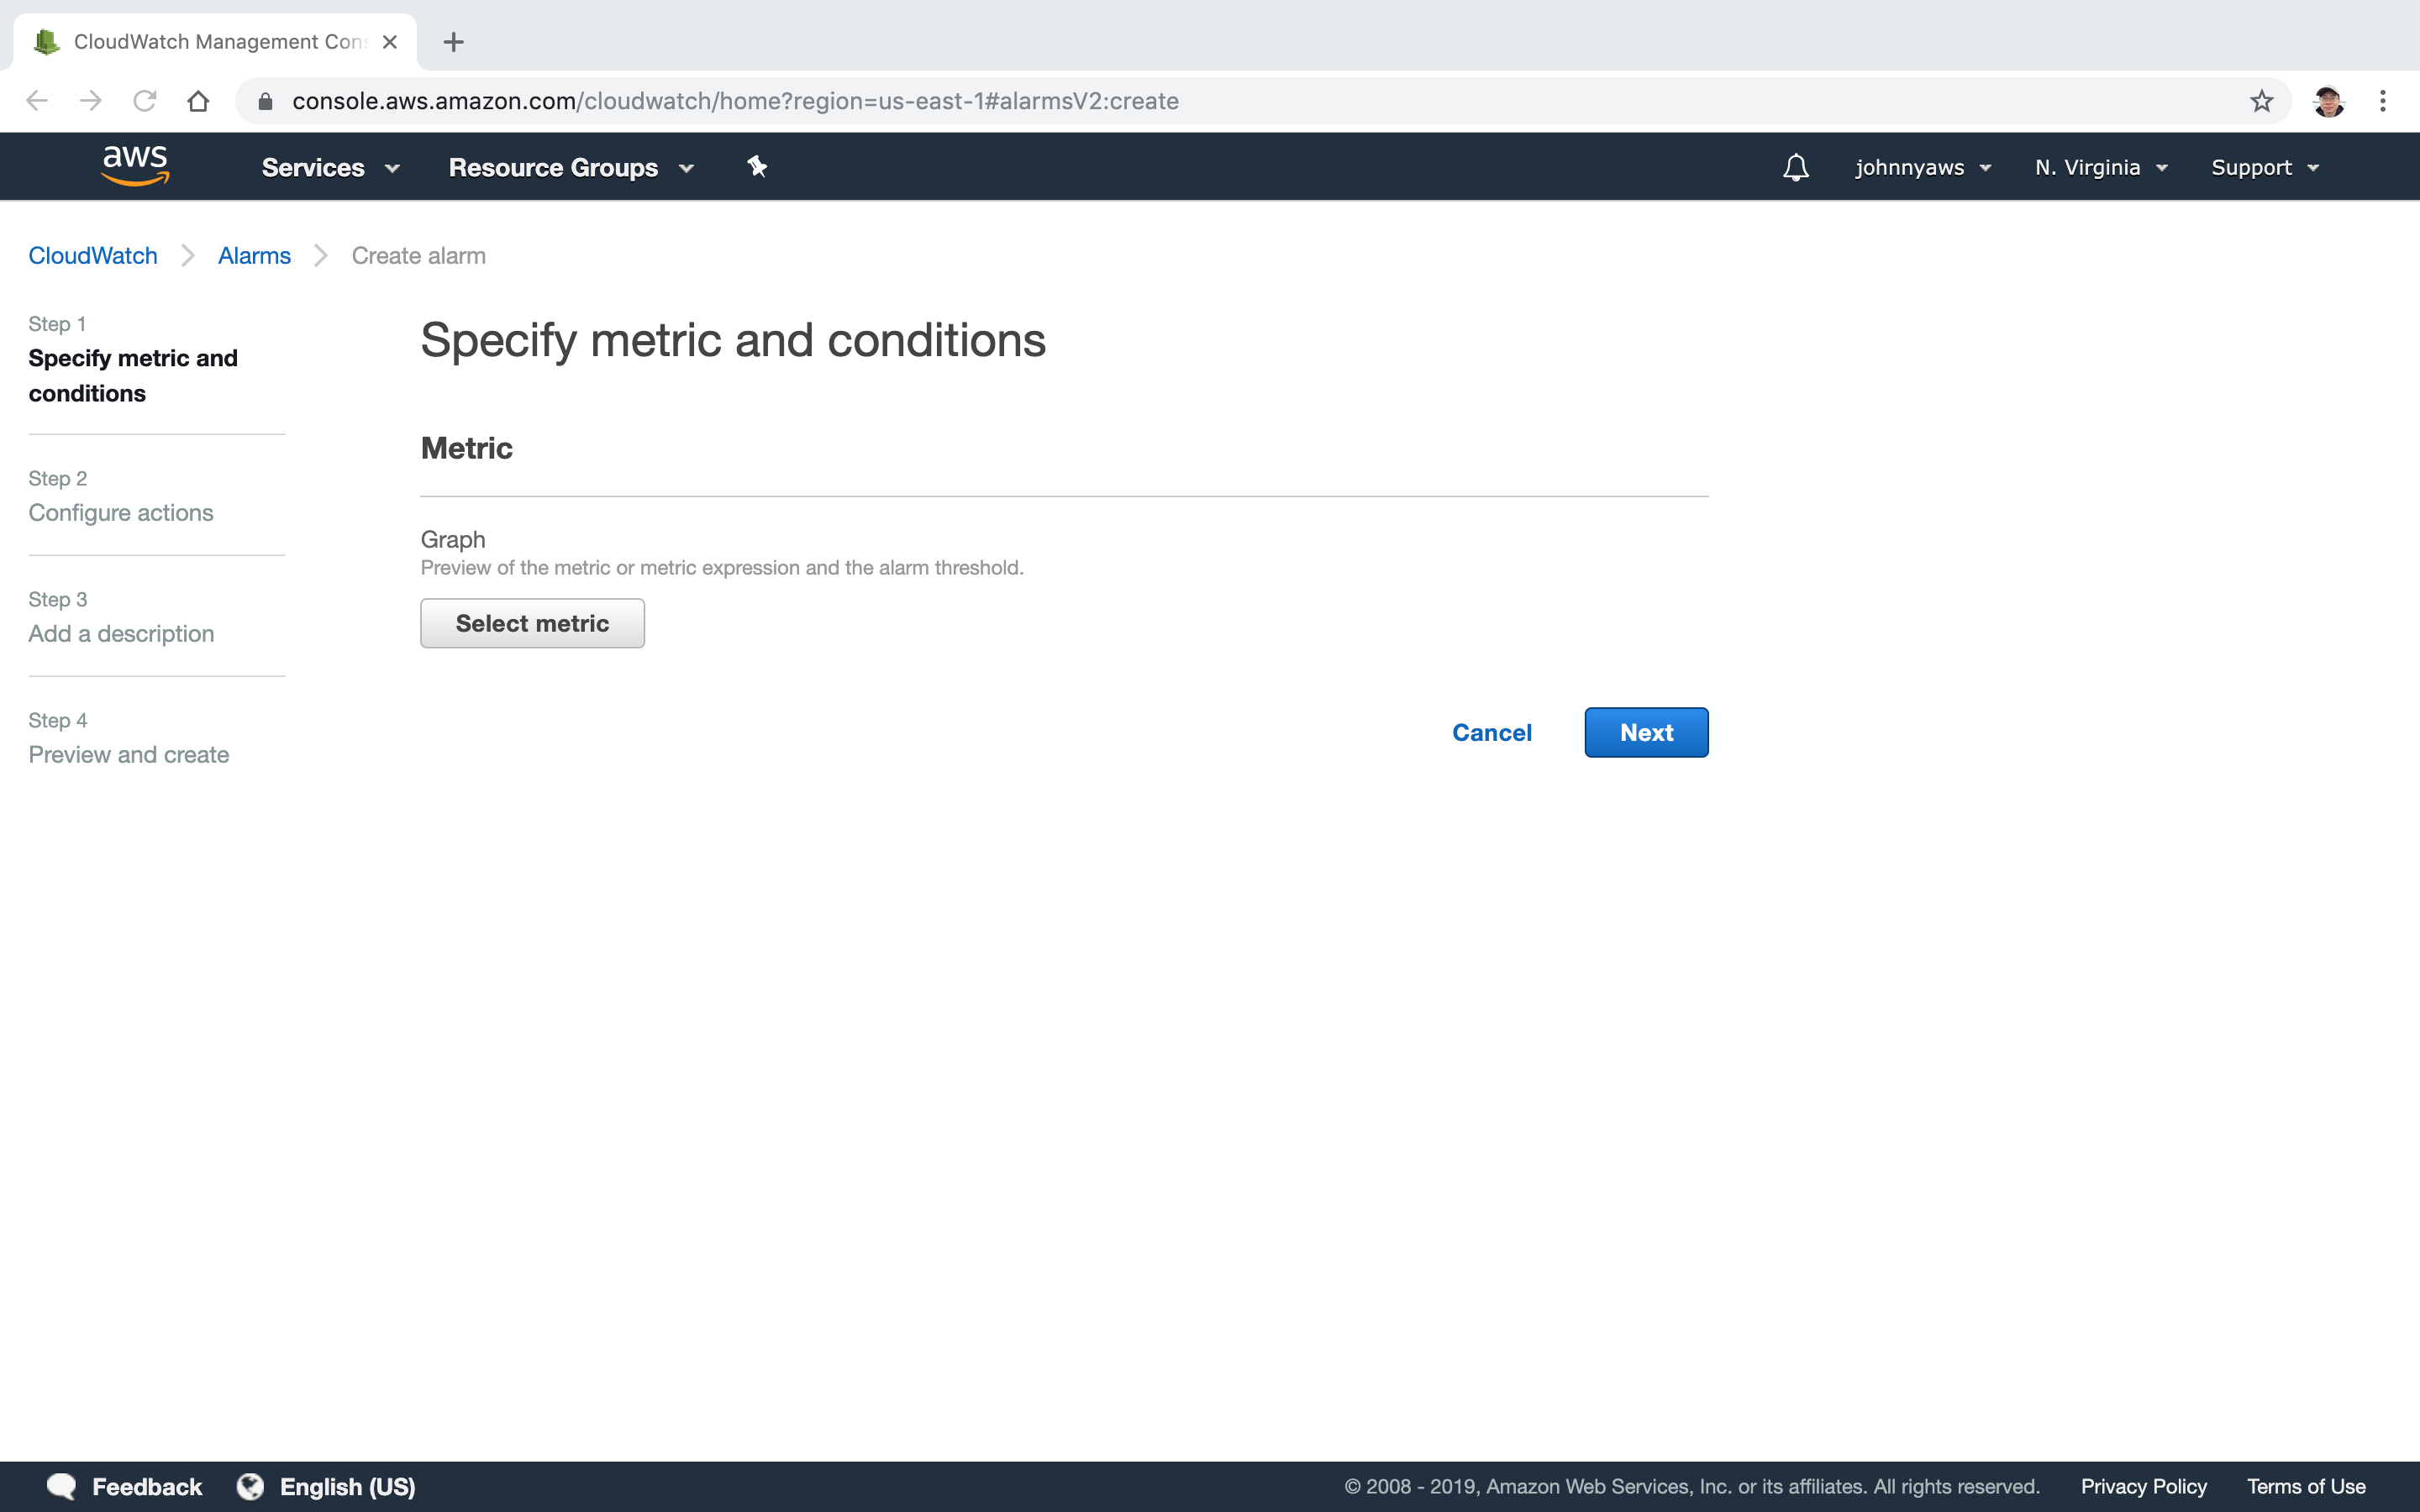 CloudWatch Management Con
console.aws.amazon.com/cloudwatch/home?region=us-east-1#alarmsV2:create
aws
Services
Resource Groups
johnnyaws
N. Virginia
Support
CloudWatch
Alarms
Create alarm
Step 1
Specify metric and
conditions
Step 2
Configure actions
Step 3
Add a description
Step 4
Preview and create
Specify metric and conditions
Metric
Graph
Preview of the metric or metric expression and the alarm threshold.
Select metric
Cancel
Next
Feedback
English (US)
© 2008 - 2019, Amazon Web Services, Inc. or its affiliates. All rights reserved.
Privacy Policy
Terms of Use